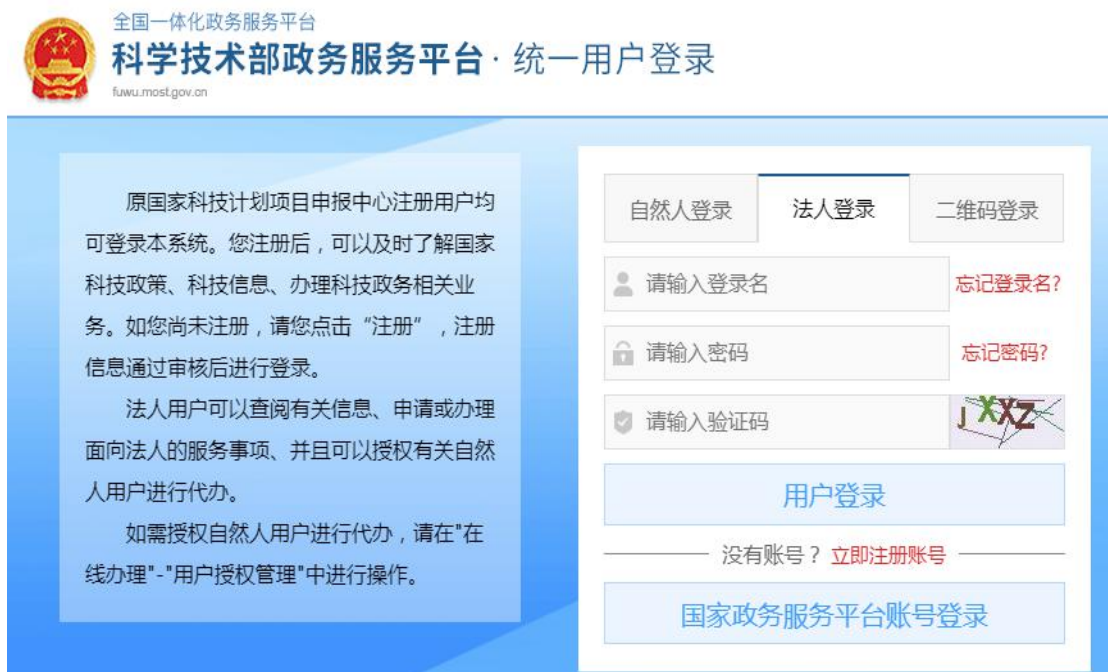 全国一体化政务服务平台
科学技术部政务服务平台·统一用户登录
fuwu.most.gov.cn
原国家科技计划项目申报中心注册用户均
可登录本系统。您注册后，可以及时了解国家
科技政策、科技信息、办理科技政务相关业
务。如您尚未注册，请您点击“注册”，注册
信息通过审核后进行登录。
法人用户可以查阅有关信息、申请或办理
面向法人的服务事项、并且可以授权有关自然
人用户进行代办。
如需授权自然人用户进行代办，请在"在
线办理"-"用户授权管理"中进行操作。
自然人登录 法人登录 二维码登录
请输入登录名 忘记登录名?
请输入密码 忘记密码?
请输入验证码 JXXZ
用户登录
没有账号？立即注册账号
国家政务服务平台账号登录